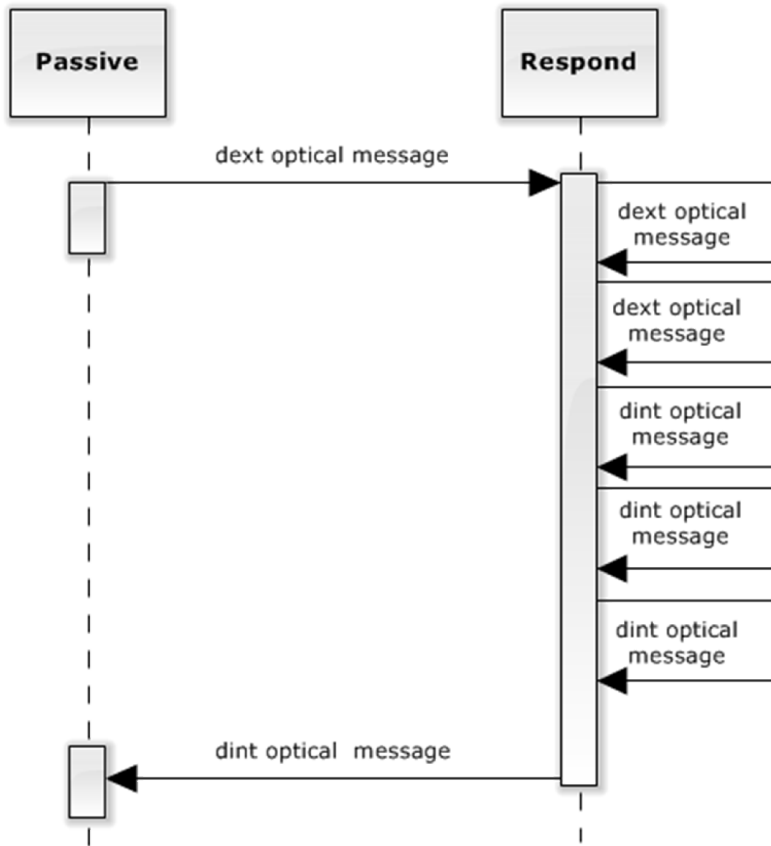 Passive
Respond
dext optical message
dext optical
message
dext optical
message
dint optical
message
dint optical
message
dint optical
message
dint optical  message